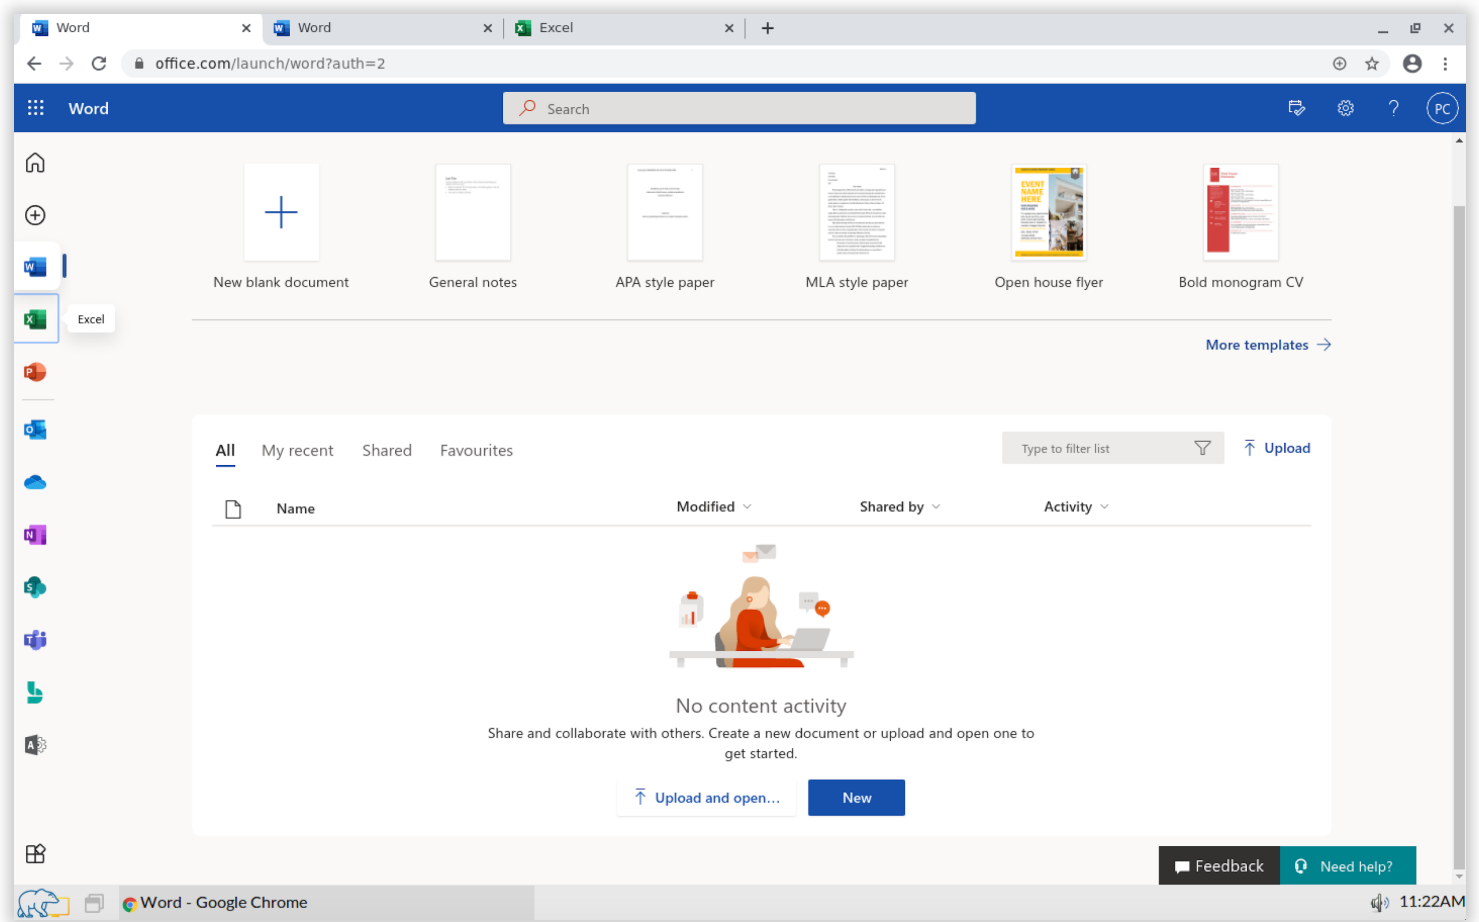 Word
Word
Excel
office.com/launch/word?auth=2
Word
Search
PC
New blank document
General notes
APA style paper
EVENT
NAME
HERE
MLA style paper
Open house flyer
Bold monogram CV
Excel
More templates
All
My recent
Shared
Favourites
Type to filter list
Upload
Name
Modified
Shared by
Activity
No content activity
Share and collaborate with others. Create a new document or upload and open one to
get started.
Upload and open...
New
Feedback
Need help?
Word - Google Chrome
11:22AM